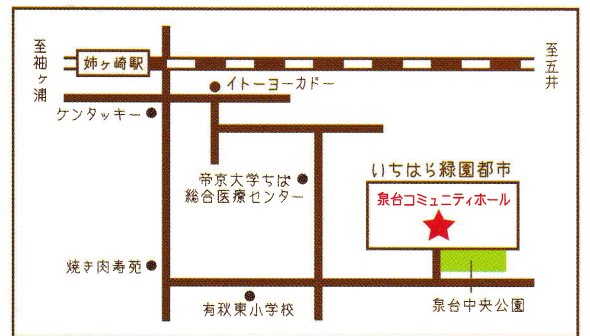 至袖ヶ浦
姉ヶ崎駅
至五井
イトーヨーカドー
ケンタッキー
帝京大学ちば
総合医療センター
いちはら緑園都市
泉台コミュニティホール
焼き肉寿苑
有秋東小学校
泉台中央公園